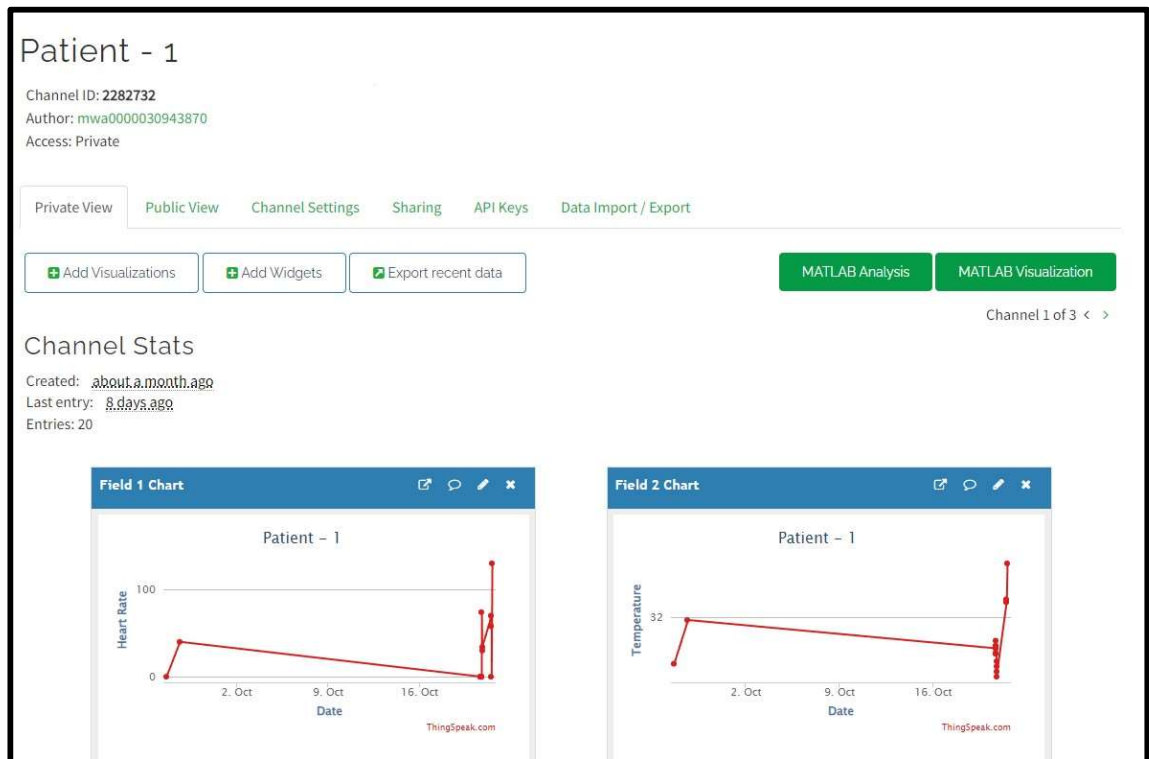 Patient - 1
Channel ID: 2282732
Author: mwa0000030943870
Access: Private
Private View Public View Channel Settings Sharing API Keys Data Import / Export
Add Visualizations Add Widgets Export recent data MATLAB Analysis MATLAB Visualization
Channel 1 of 3 < >
Channel Stats
Created: about a month ago
Last entry: 8 days ago
Entries: 20
Field 1 Chart
Patient – 1
Heart Rate
100
0
2. Oct 9. Oct 16. Oct
Date
ThingSpeak.com
Field 2 Chart
Patient – 1
Temperature
32
2. Oct 9. Oct 16. Oct
Date
ThingSpeak.com